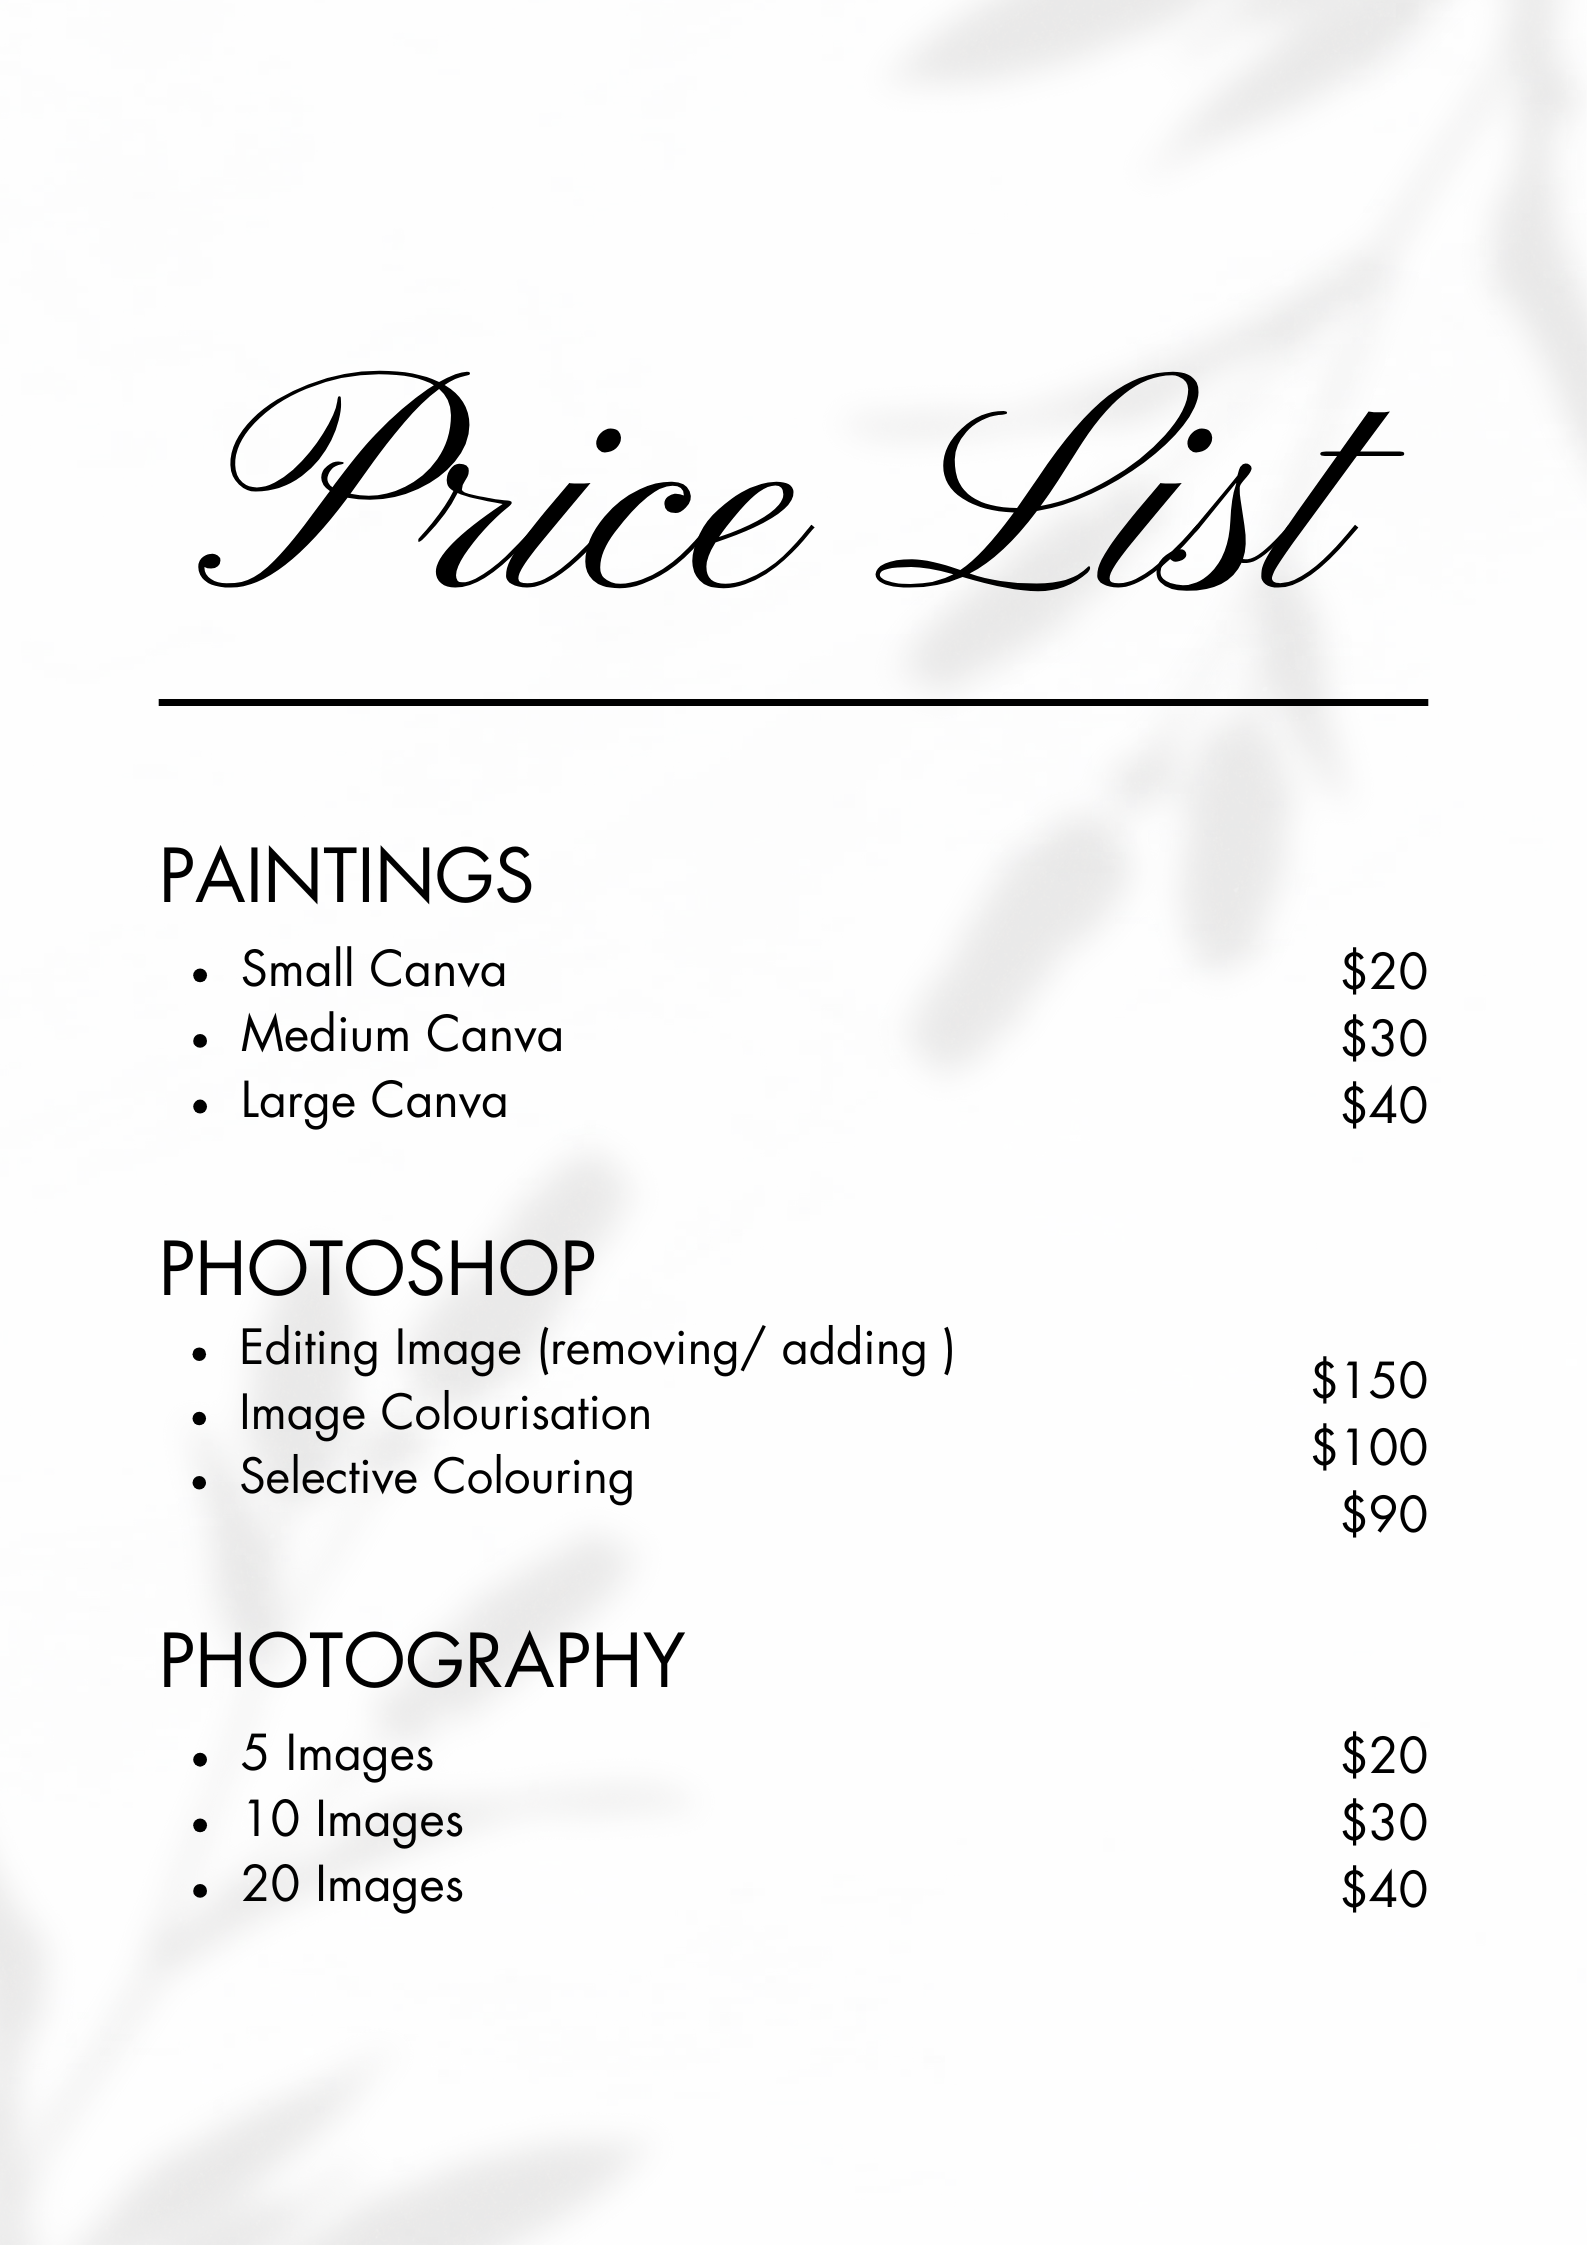 Price List
PAINTINGS
• Small Canva $20
• Medium Canva $30
• Large Canva $40
PHOTOSHOP
• Editing Image (removing/ adding ) $150
• Image Colourisation $100
• Selective Colouring $90
PHOTOGRAPHY
• 5 Images $20
• 10 Images $30
• 20 Images $40